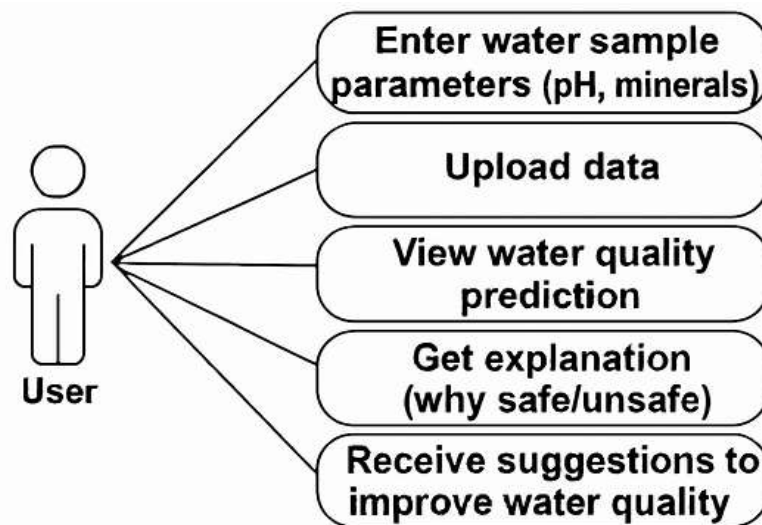 Enter water sample
parameters (pH, minerals)
Upload data
View water quality
prediction
Get explanation
(why safe/unsafe)
User
Receive suggestions to
improve water quality